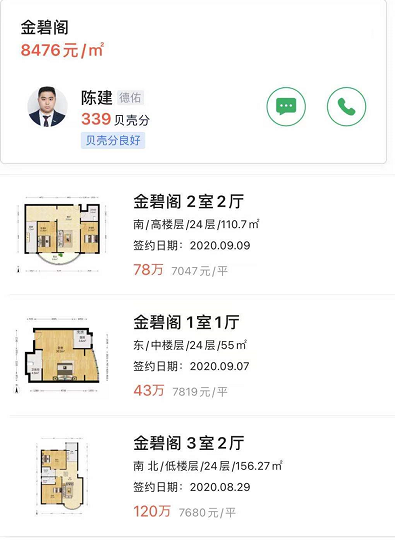 金碧阁
8476元/㎡
陈建 德佑
339贝壳分
贝壳分良好
金碧阁 2室2厅
南/高楼层/24层/110.7㎡
签约日期：2020.09.09
78万 7047元/平
金碧阁 1室1厅
东/中楼层/24层/55㎡
签约日期：2020.09.07
43万 7819元/平
金碧阁 3室2厅
南 北/低楼层/24层/156.27㎡
签约日期：2020.08.29
120万 7680元/平